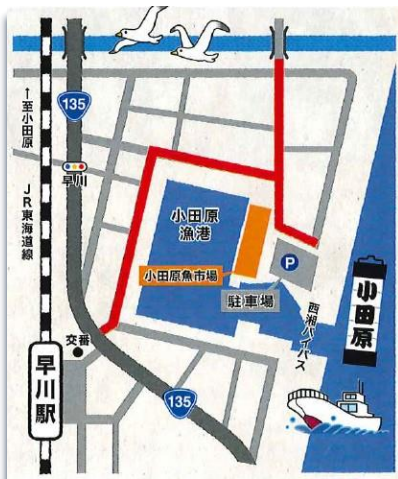 135
↑至小田原
JR東海道線
早川
小田原
漁港
小田原魚市場
P
駐車場
西湘バイパス
小田原
交番
早川駅
135